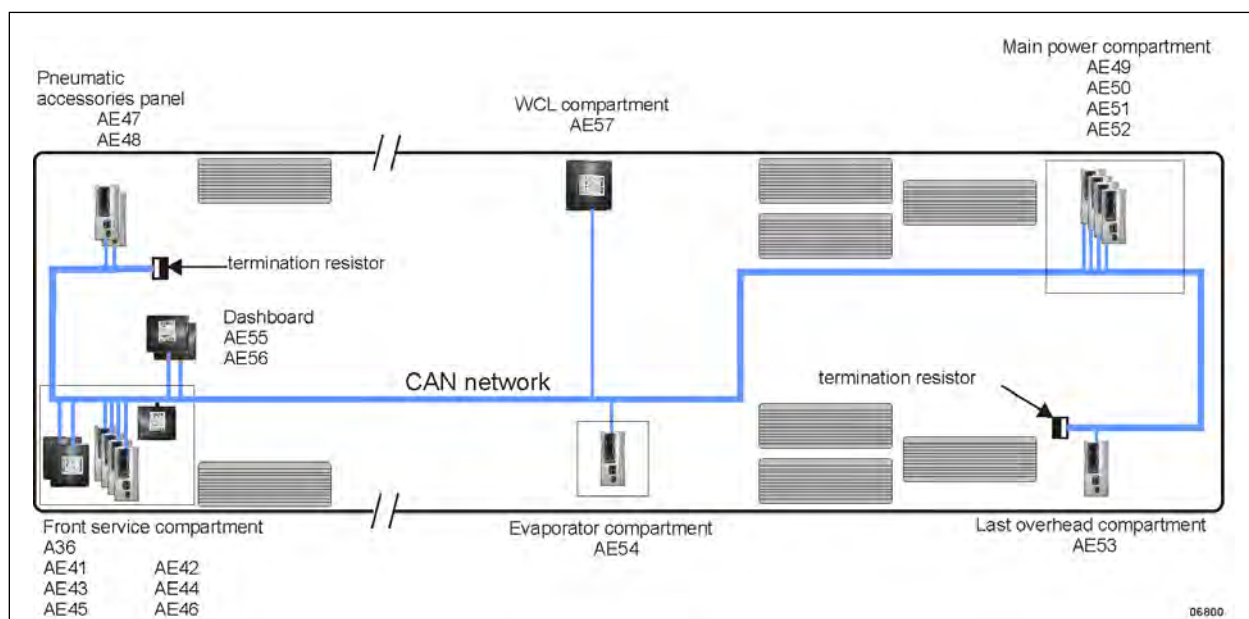 Main power compartment
AE49
AE50
AE51
AE52
Pneumatic
accessories panel
AE47
AE48
WCL compartment
AE57
termination resistor
Dashboard
AE55
AE56
CAN network
termination resistor
Front service compartment
A36
AE41 AE42
AE43 AE44
AE45 AE46
Evaporator compartment
AE54
Last overhead compartment
AE53
06800